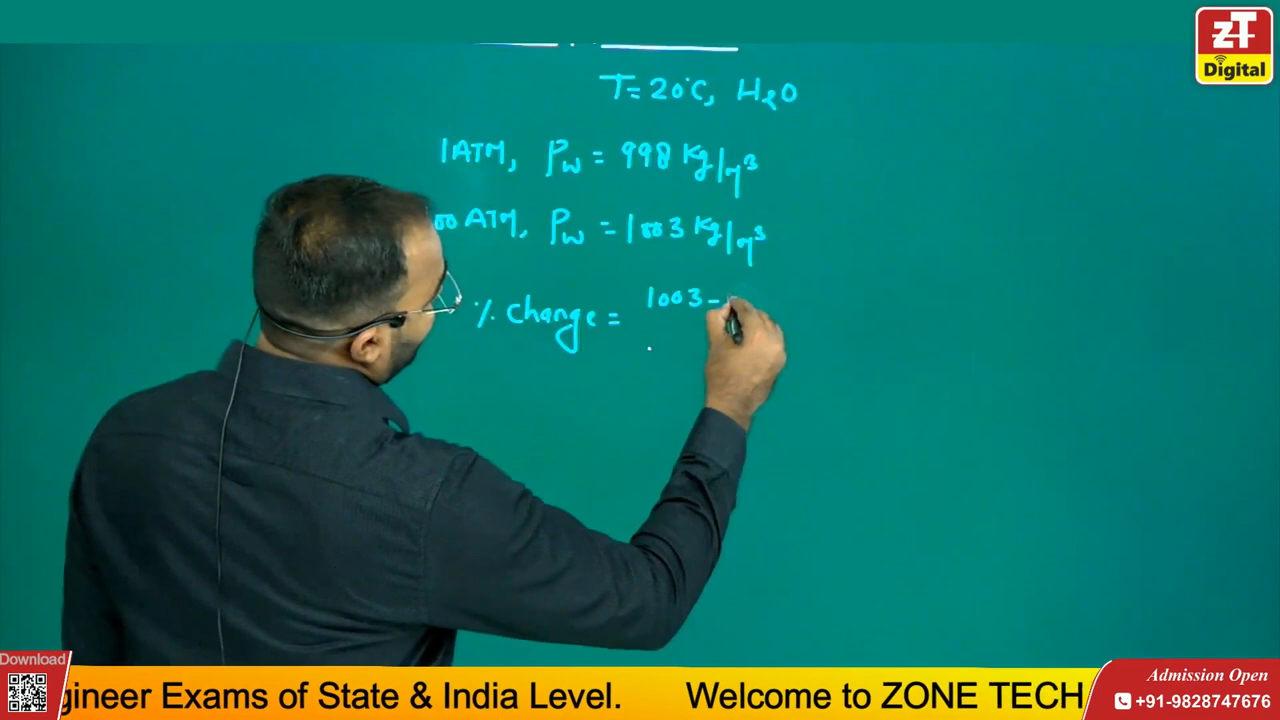 ZT
Digital
T=20°C, H2O
1ATM, ρw = 998 Kg/m³
00 ATM, ρw = 1003 Kg/m³
% Change = 1003 -
Download
gineer Exams of State & India Level. Welcome to ZONE TECH
Admission Open
+91-9828747676